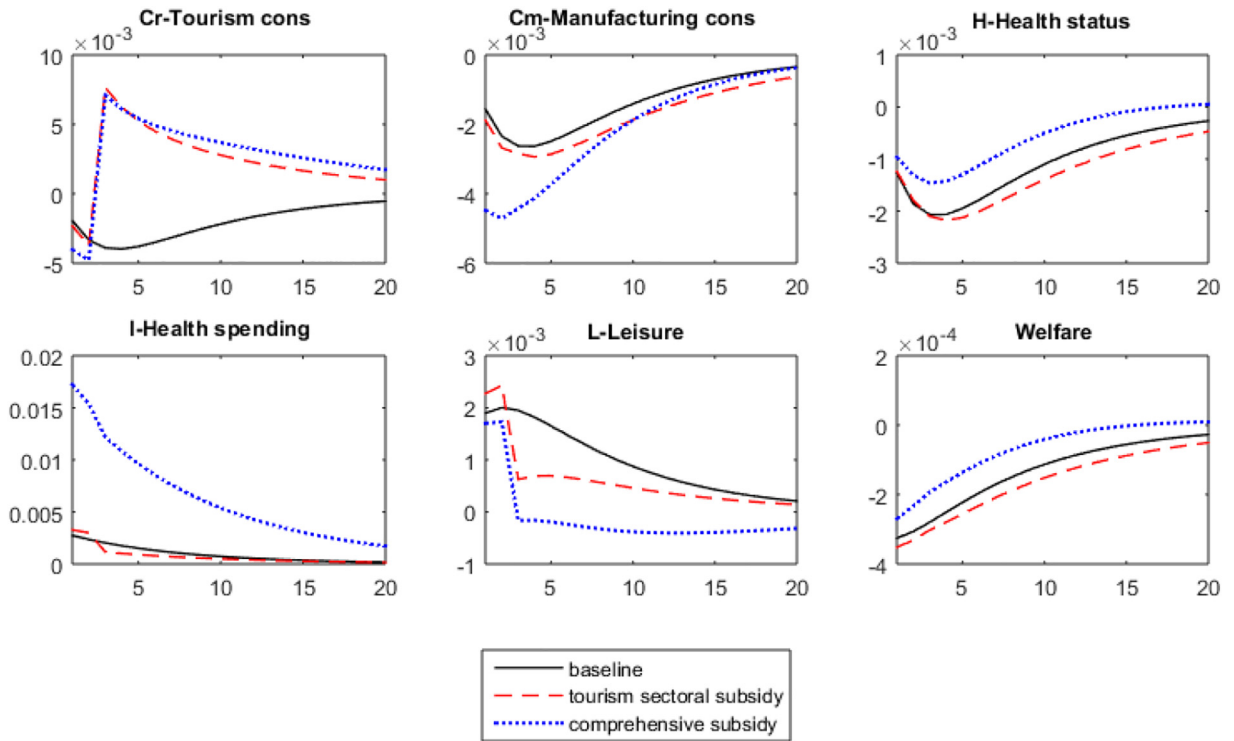 Cr-Tourism cons
×10⁻³
10
5
0
-5
5 10 15 20
Cm-Manufacturing cons
×10⁻³
0
-2
-4
-6
5 10 15 20
H-Health status
×10⁻³
1
0
-1
-2
-3
5 10 15 20
I-Health spending
0.02
0.015
0.01
0.005
0
5 10 15 20
L-Leisure
×10⁻³
3
2
1
0
-1
5 10 15 20
Welfare
×10⁻⁴
2
0
-2
-4
5 10 15 20
baseline
tourism sectoral subsidy
comprehensive subsidy